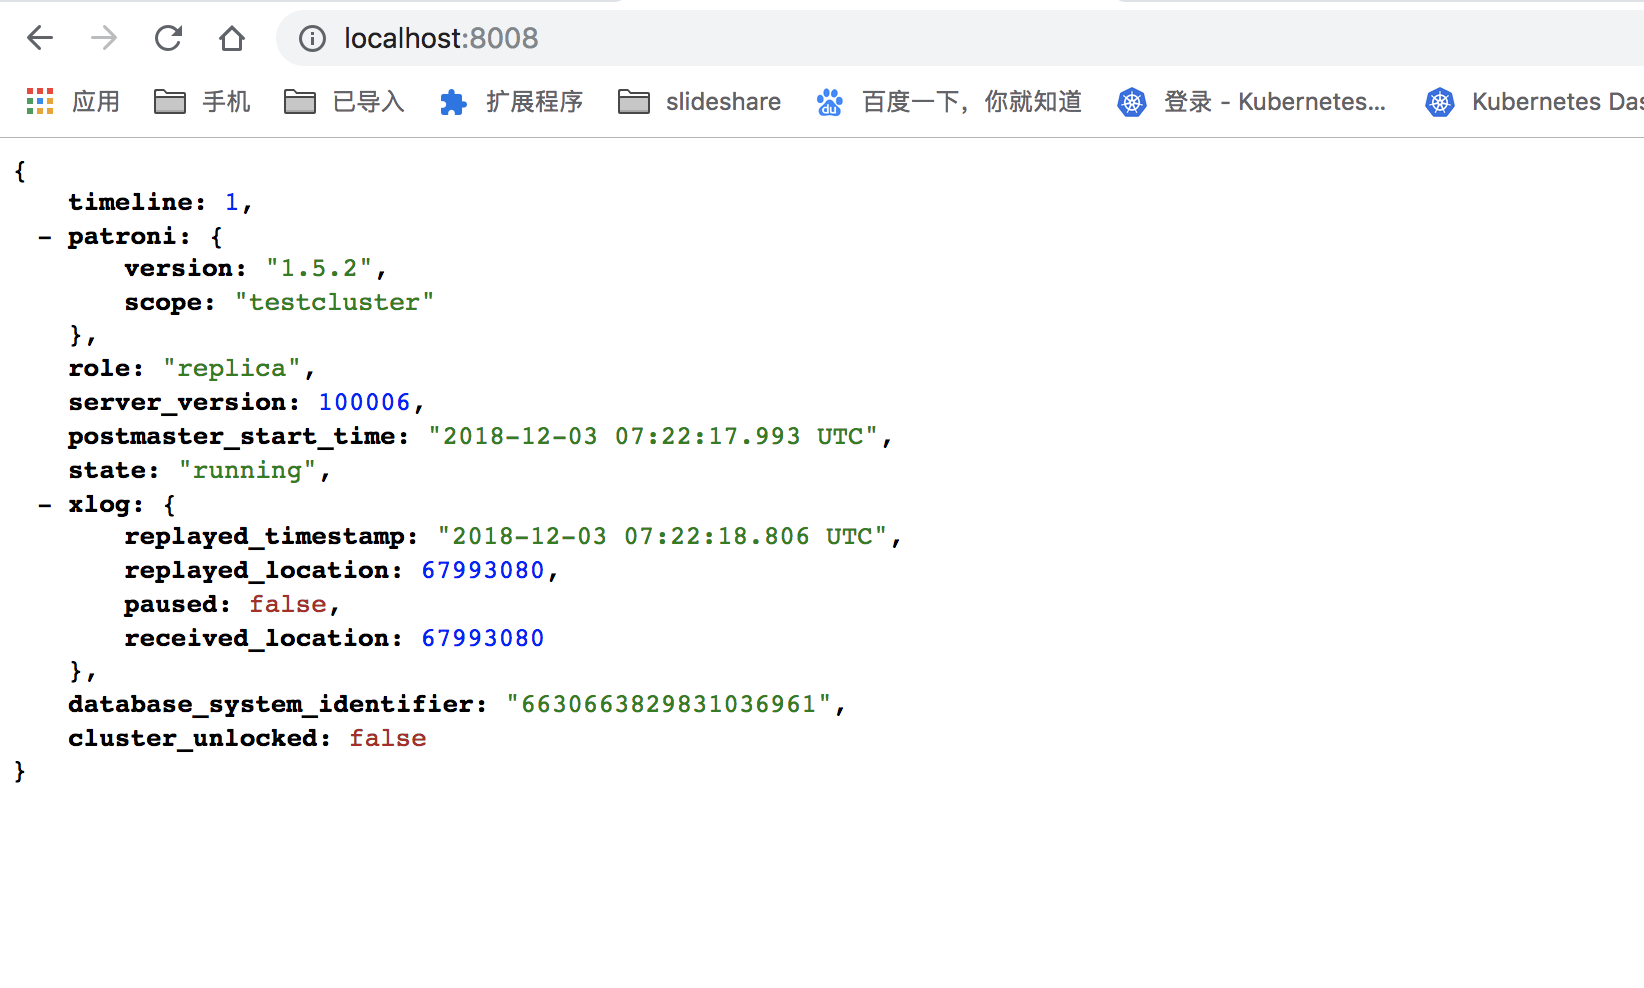 localhost:8008
应用 手机 已导入 扩展程序 slideshare 百度一下，你就知道 登录 - Kubernetes... Kubernetes Das
{
timeline: 1,
- patroni: {
version: "1.5.2",
scope: "testcluster"
},
role: "replica",
server_version: 100006,
postmaster_start_time: "2018-12-03 07:22:17.993 UTC",
state: "running",
- xlog: {
replayed_timestamp: "2018-12-03 07:22:18.806 UTC",
replayed_location: 67993080,
paused: false,
received_location: 67993080
},
database_system_identifier: "6630663829831036961",
cluster_unlocked: false
}